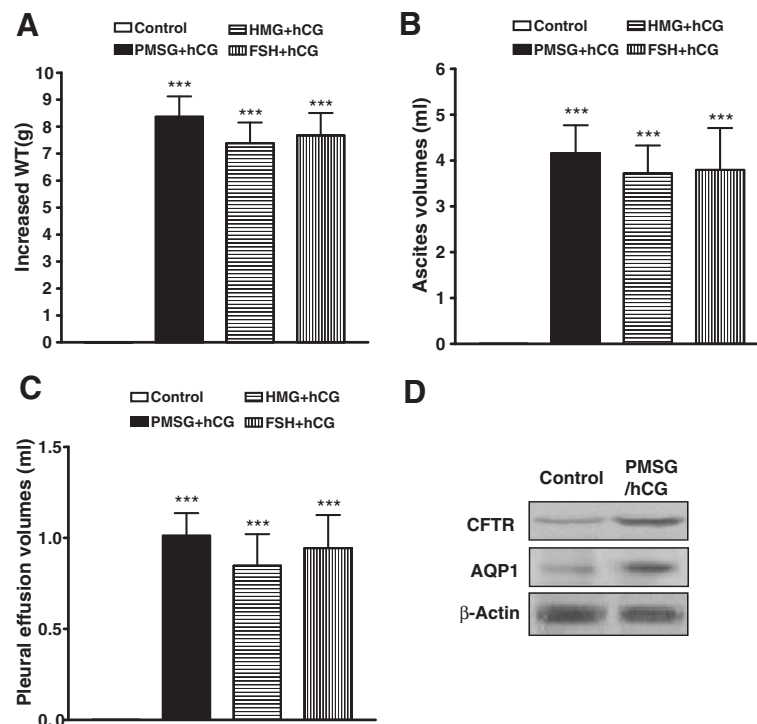 A
Control HMG+hCG
PMSG+hCG FSH+hCG
Increased WT(g)
10
9
8
7
6
5
4
3
2
1
0
*** *** ***
B
Control HMG+hCG
PMSG+hCG FSH+hCG
Ascites volumes (ml)
6
5
4
3
2
1
0
*** *** ***
C
Control HMG+hCG
PMSG+hCG FSH+hCG
Pleural effusion volumes (ml)
1.5
1.0
0.5
0.0
*** *** ***
D
Control PMSG
/hCG
CFTR
AQP1
β-Actin